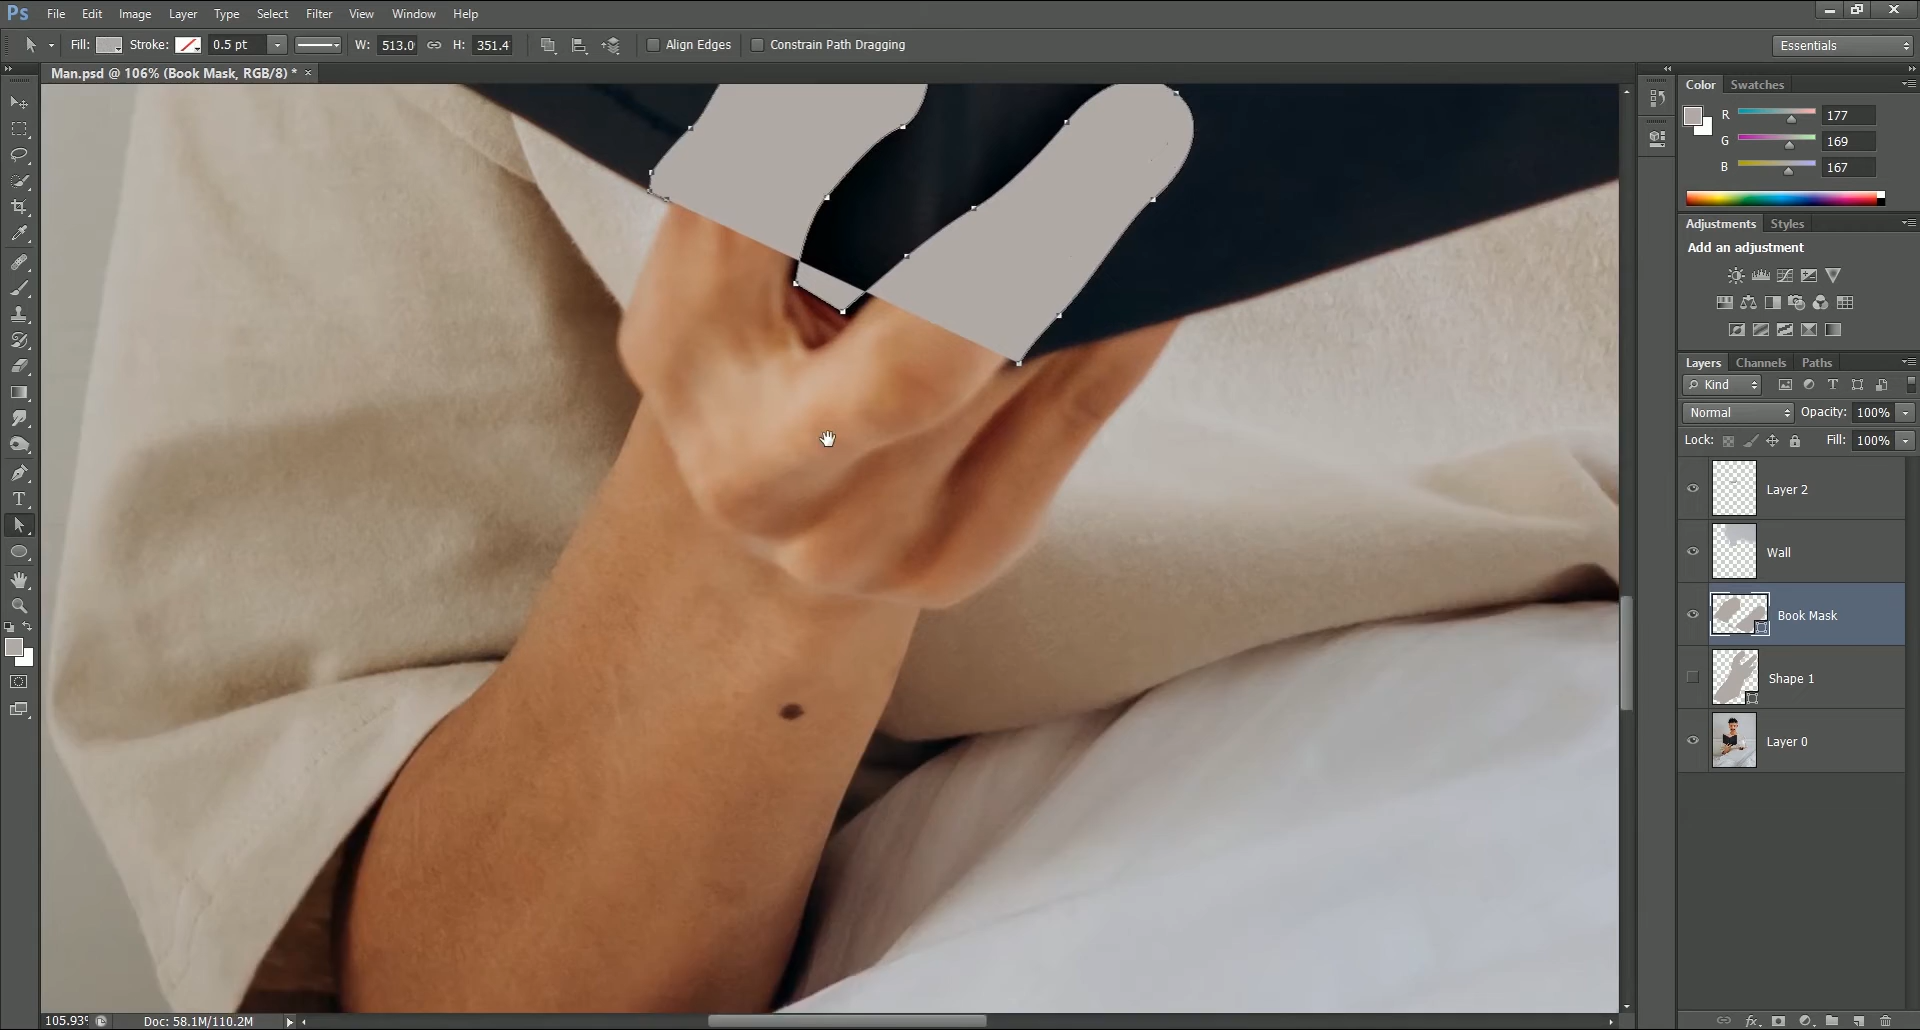 Ps File Edit Image Layer Type Select Filter View Window Help
Fill: Stroke: 0.5 pt W: 513.0 H: 351.4 Align Edges Constrain Path Dragging Essentials
Man.psd @ 106% (Book Mask, RGB/8) * ×
Color Swatches
R 177
G 169
B 167
Adjustments Styles
Add an adjustment
Layers Channels Paths
Kind
Normal Opacity: 100%
Lock: Fill: 100%
Layer 2
Wall
Book Mask
Shape 1
Layer 0
105.93% Doc: 58.1M/110.2M